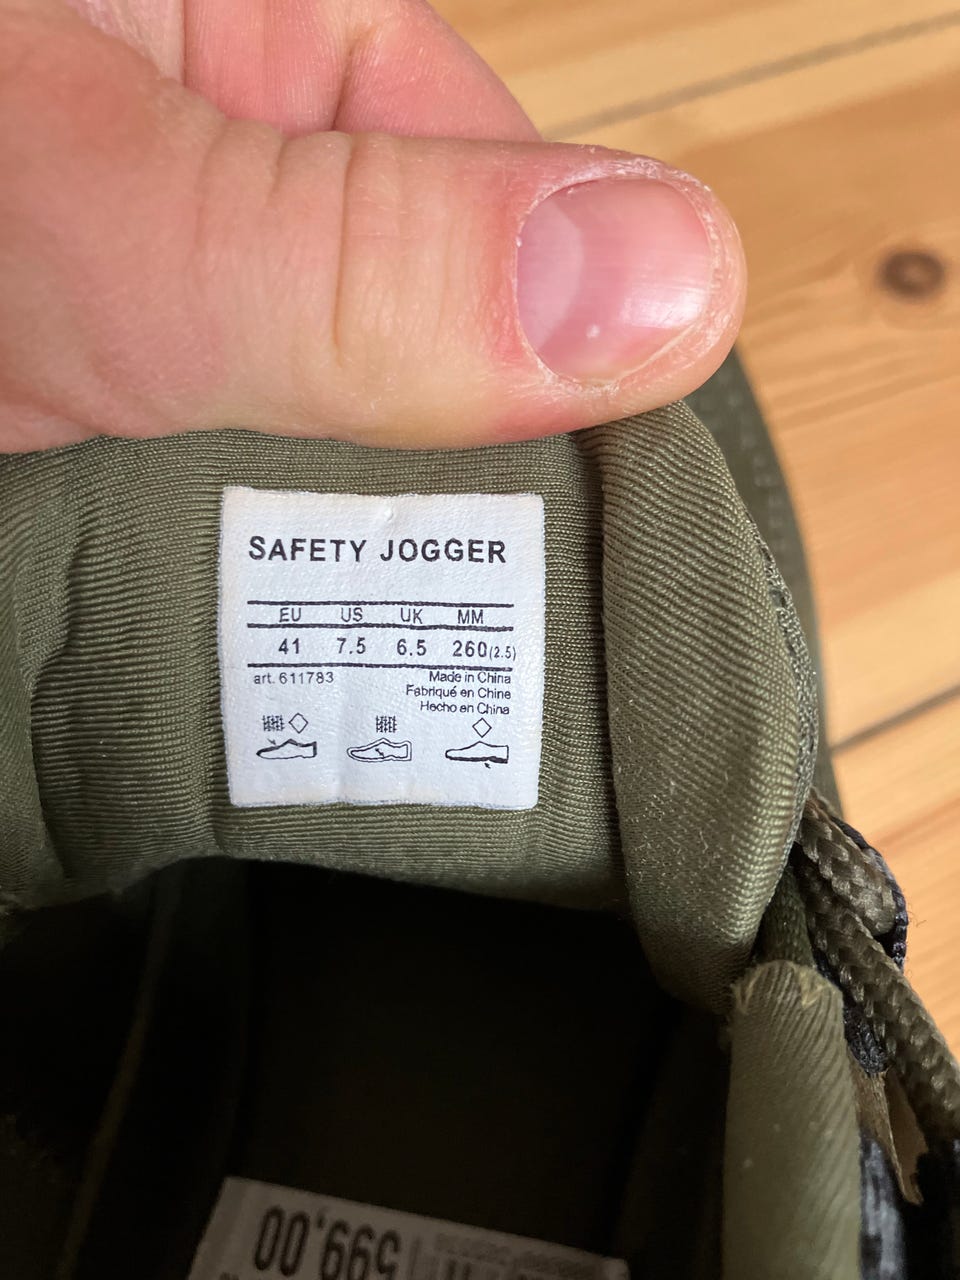 SAFETY JOGGER
EU US UK MM
41 7.5 6.5 260(2.5)
art. 611783
Made in China
Fabriqué en Chine
Hecho en China
599,00